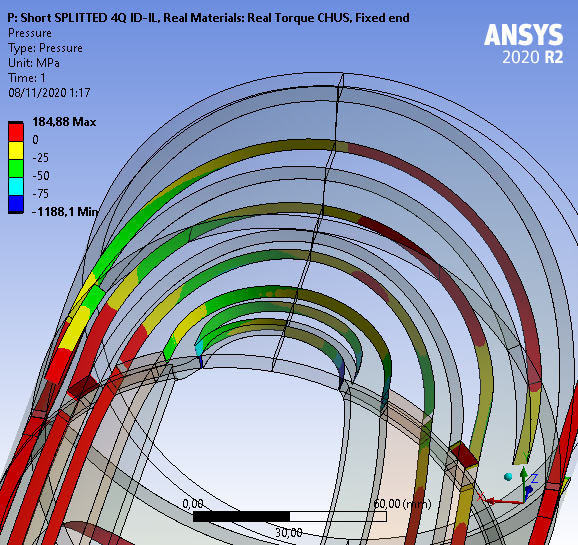 P: Short SPLITTED 4Q ID-IL, Real Materials: Real Torque CHUS, Fixed end
Pressure
Type: Pressure
Unit: MPa
Time: 1
08/11/2020 1:17
184,88 Max
0
-25
-50
-75
-1188,1 Min
ANSYS
2020 R2
Y
Z
0,00
60,00 (mm)
30,00